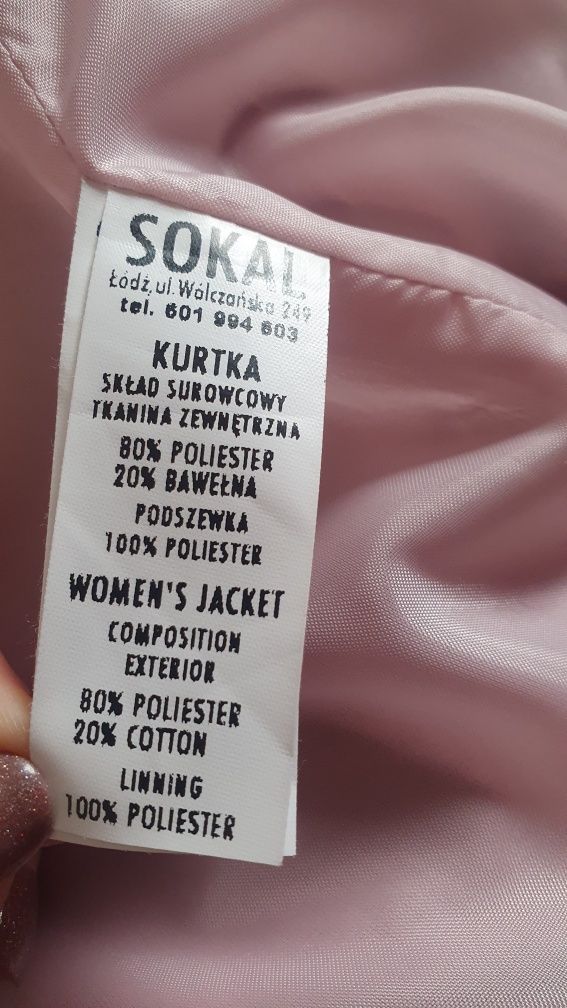 SOKAL
Łódź, ul. Wólczańska 249
tel. 601 994 603
KURTKA
SKŁAD SUROWCOWY
TKANINA ZEWNĘTRZNA
80% POLIESTER
20% BAWEŁNA
PODSZEWKA
100% POLIESTER
WOMEN'S JACKET
COMPOSITION
EXTERIOR
80% POLIESTER
20% COTTON
LINNING
100% POLIESTER